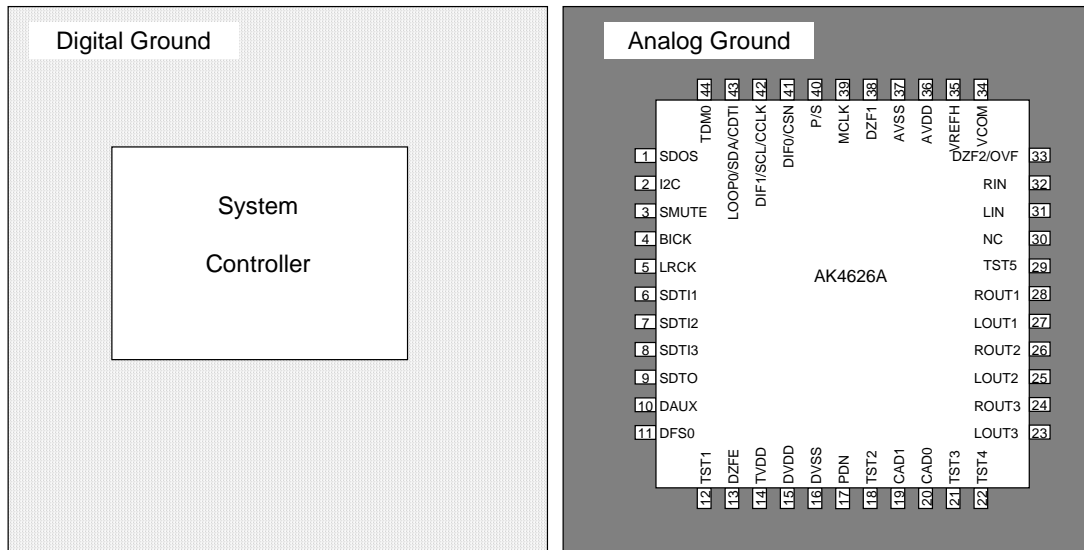 Digital Ground
System
Controller
Analog Ground
44 TDM0
43 LOOP0/SDA/CDTI
42 DIF1/SCL/CCLK
41 DIF0/CSN
40 P/S
39 MCLK
38 DZF1
37 AVSS
36 AVDD
35 VREFH
34 VCOM
1 SDOS
2 I2C
3 SMUTE
4 BICK
5 LRCK
6 SDTI1
7 SDTI2
8 SDTI3
9 SDTO
10 DAUX
11 DFS0
AK4626A
DZF2/OVF 33
RIN 32
LIN 31
NC 30
TST5 29
ROUT1 28
LOUT1 27
ROUT2 26
LOUT2 25
ROUT3 24
LOUT3 23
12 TST1
13 DZFE
14 TVDD
15 DVDD
16 DVSS
17 PDN
18 TST2
19 CAD1
20 CAD0
21 TST3
22 TST4